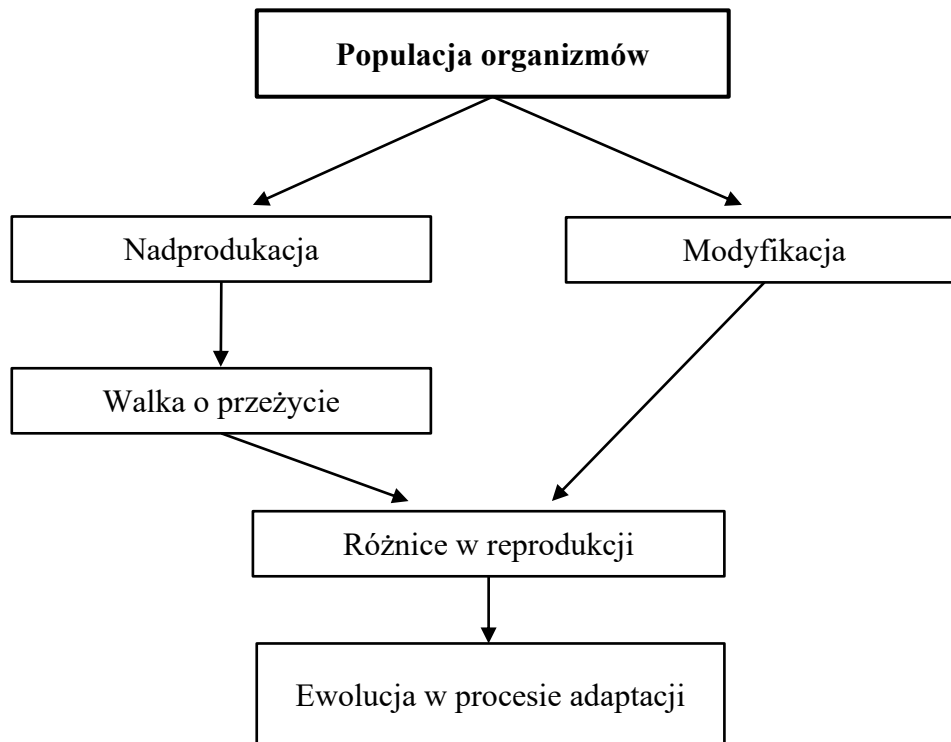 Populacja organizmów
Nadprodukacja
Modyfikacja
Walka o przeżycie
Różnice w reprodukcji
Ewolucja w procesie adaptacji